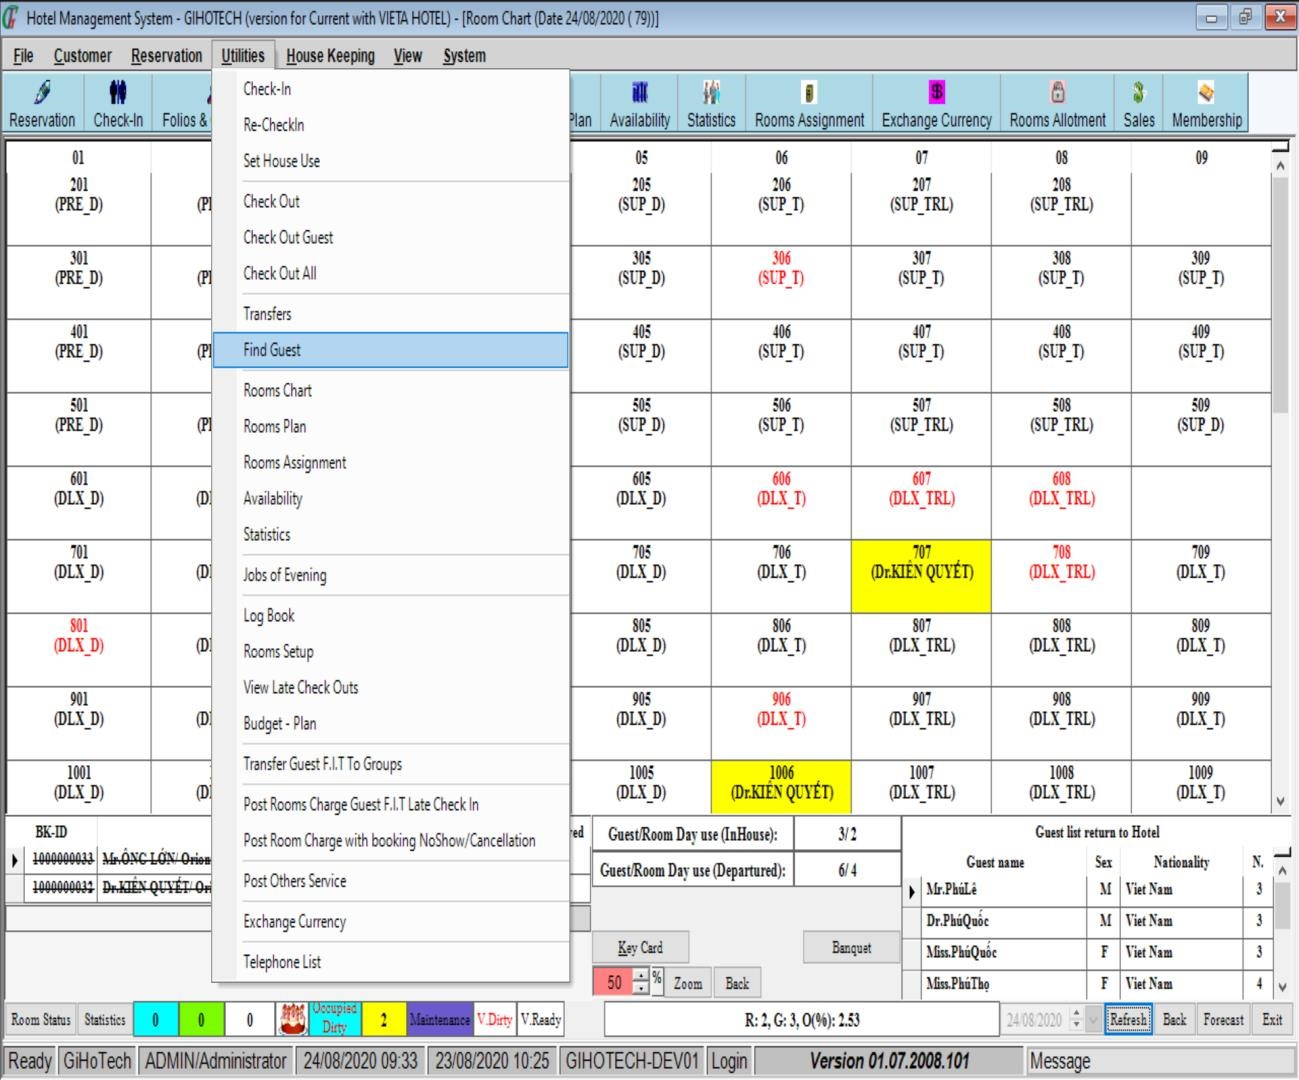 Hotel Management System - GIHOTECH (version for Current with VIETA HOTEL) - [Room Chart (Date 24/08/2020 ( 79))]
File Customer Reservation Utilities House Keeping View System
Reservation Check-In Folios & Plan Availability Statistics Rooms Assignment Exchange Currency Rooms Allotment Sales Membership
Check-In
Re-CheckIn
Set House Use
Check Out
Check Out Guest
Check Out All
Transfers
Find Guest
Rooms Chart
Rooms Plan
Rooms Assignment
Availability
Statistics
Jobs of Evening
Log Book
Rooms Setup
View Late Check Outs
Budget - Plan
Transfer Guest F.I.T To Groups
Post Rooms Charge Guest F.I.T Late Check In
Post Room Charge with booking NoShow/Cancellation
Post Others Service
Exchange Currency
Telephone List
01 05 06 07 08 09
201 205 206 207 208
(PRE_D) (SUP_D) (SUP_T) (SUP_TRL) (SUP_TRL)
301 305 306 307 308 309
(PRE_D) (SUP_D) (SUP_T) (SUP_T) (SUP_T) (SUP_T)
401 405 406 407 408 409
(PRE_D) (SUP_D) (SUP_T) (SUP_T) (SUP_T) (SUP_T)
501 505 506 507 508 509
(PRE_D) (SUP_D) (SUP_T) (SUP_TRL) (SUP_TRL) (SUP_D)
601 605 606 607 608
(DLX_D) (DLX_D) (DLX_T) (DLX_TRL) (DLX_TRL)
701 705 706 707 708 709
(DLX_D) (DLX_D) (DLX_T) (Dr.KIÊN QUYẾT) (DLX_TRL) (DLX_T)
801 805 806 807 808 809
(DLX_D) (DLX_D) (DLX_T) (DLX_TRL) (DLX_TRL) (DLX_T)
901 905 906 907 908 909
(DLX_D) (DLX_D) (DLX_T) (DLX_TRL) (DLX_TRL) (DLX_T)
1001 1005 1006 1007 1008 1009
(DLX_D) (DLX_D) (Dr.KIÊN QUYẾT) (DLX_TRL) (DLX_TRL) (DLX_T)
BK-ID
1000000033 Mr.ÔNG LỚN/ Orion
1000000032 Dr.KIÊN QUYẾT/ Ori
Guest/Room Day use (InHouse): 3/2
Guest/Room Day use (Departured): 6/4
Key Card Banquet
50 % Zoom Back
Guest list return to Hotel
Guest name Sex Nationality N.
Mr.PhúLê M Viet Nam 3
Dr.PhúQuốc M Viet Nam 3
Miss.PhúQuốc F Viet Nam 3
Miss.PhúThọ F Viet Nam 4
Room Status Statistics 0 0 0 Occupied Dirty 2 Maintenance V.Dirty V.Ready R: 2, G: 3, O(%): 2.53 24/08/2020 Refresh Back Forecast Exit
Ready GiHoTech ADMIN/Administrator 24/08/2020 09:33 23/08/2020 10:25 GIHOTECH-DEV01 Login Version 01.07.2008.101 Message